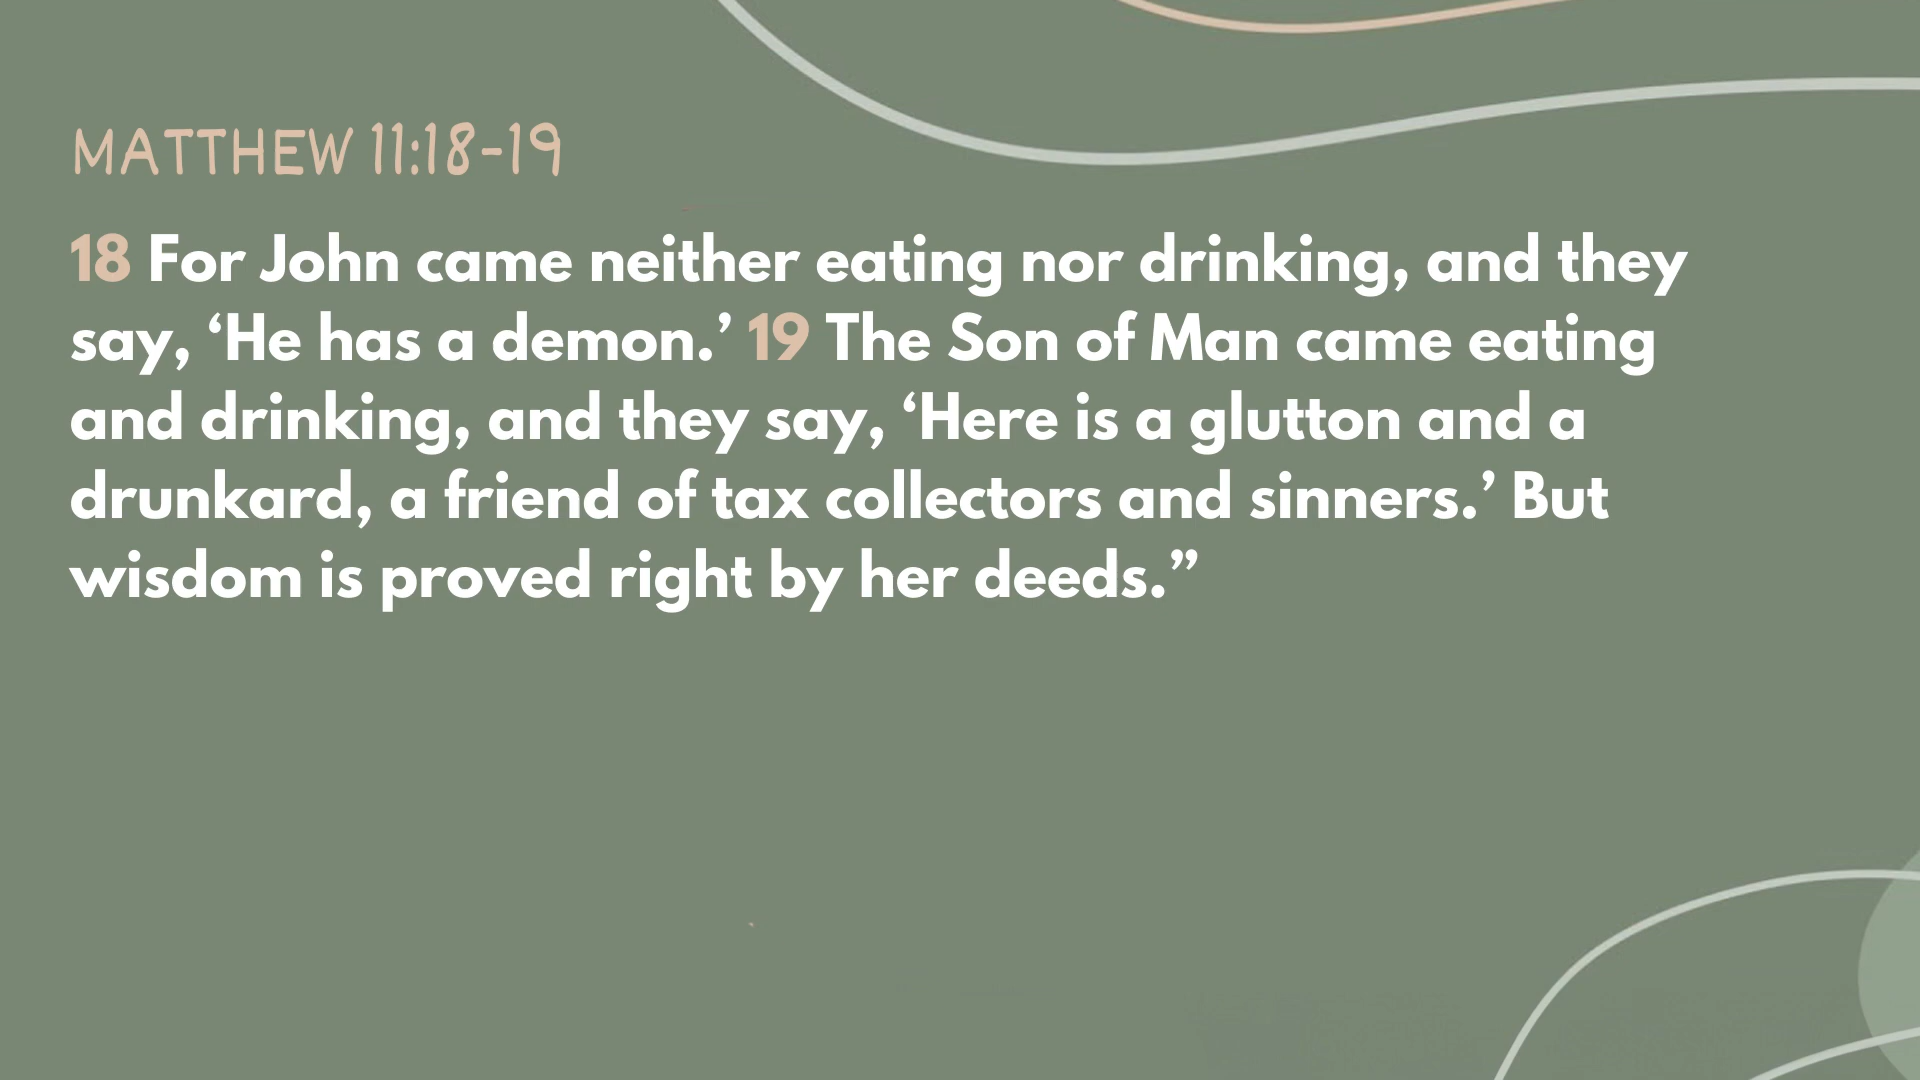 MATTHEW 11:18-19
18 For John came neither eating nor drinking, and they
say, ‘He has a demon.’ 19 The Son of Man came eating
and drinking, and they say, ‘Here is a glutton and a
drunkard, a friend of tax collectors and sinners.’ But
wisdom is proved right by her deeds.”